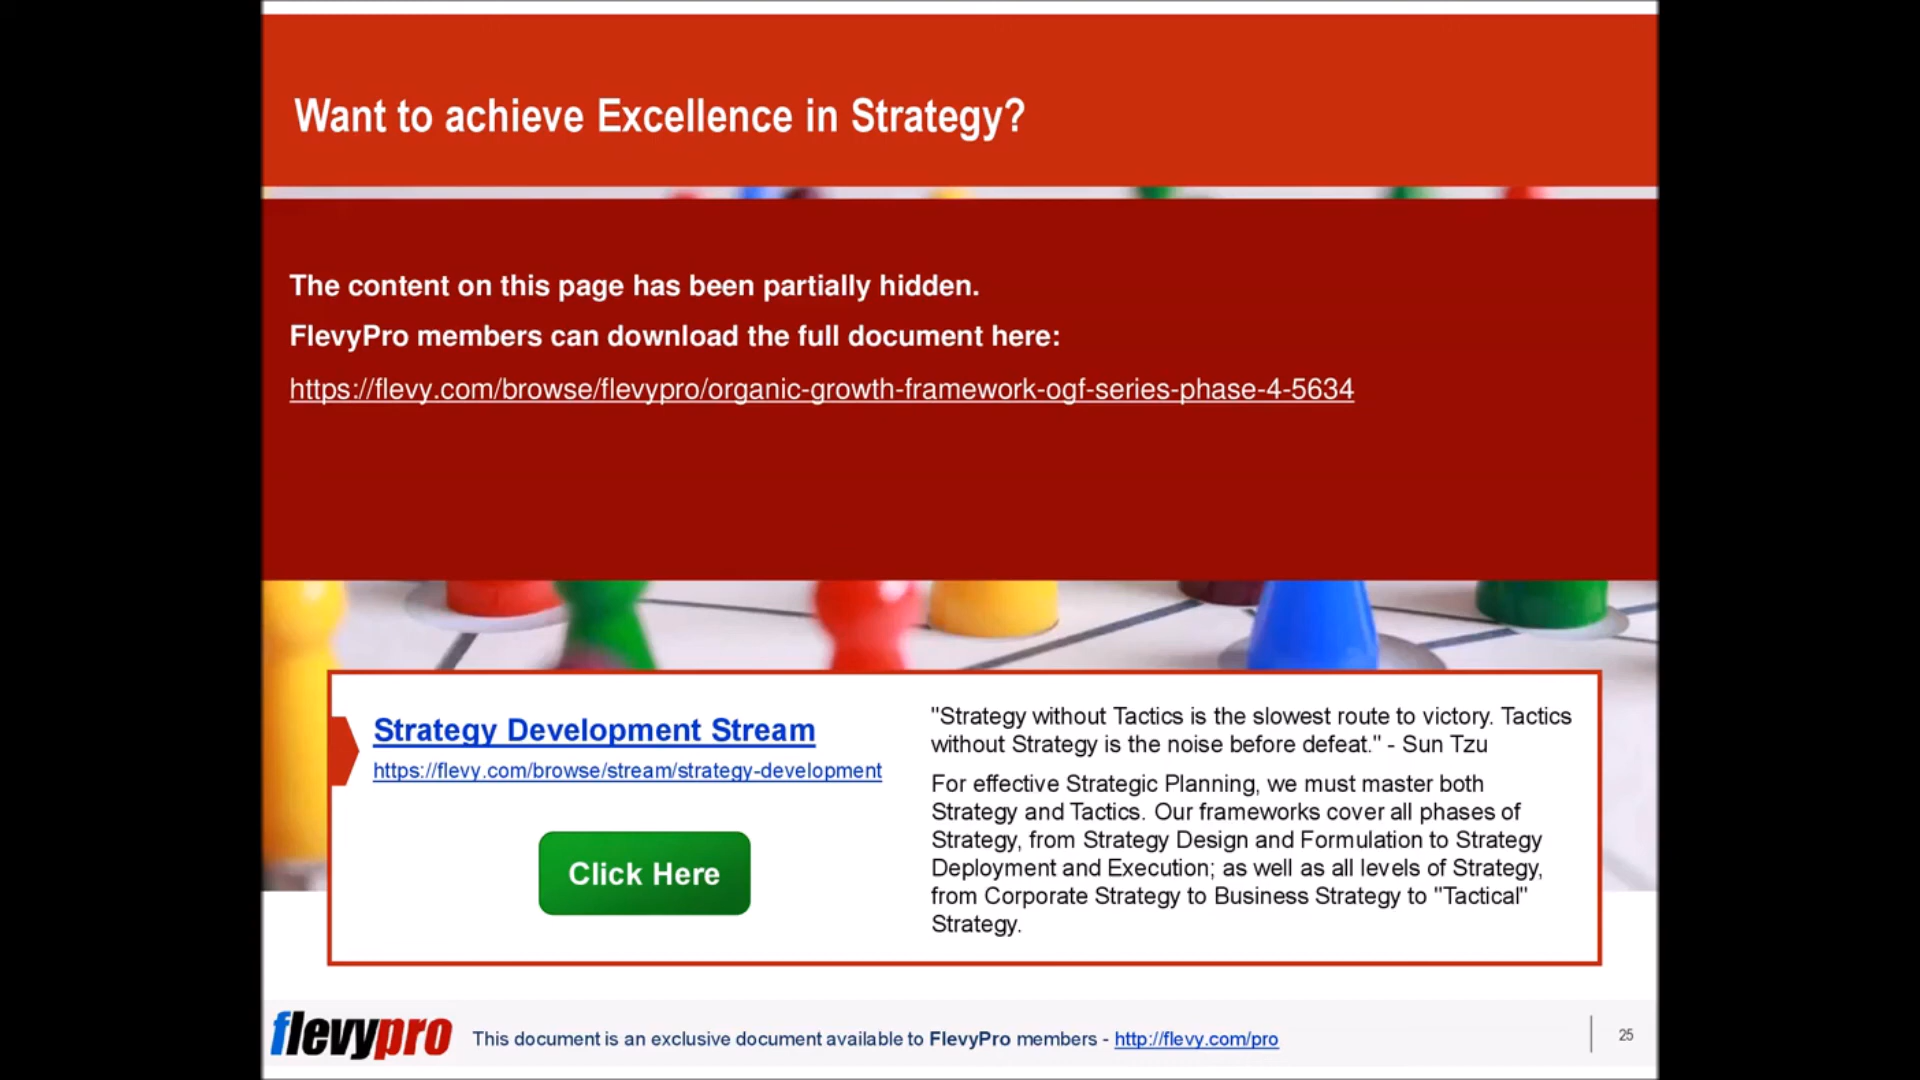 Want to achieve Excellence in Strategy?
The content on this page has been partially hidden.
FlevyPro members can download the full document here:
https://flevy.com/browse/flevypro/organic-growth-framework-ogf-series-phase-4-5634
Strategy Development Stream
https://flevy.com/browse/stream/strategy-development
Click Here
"Strategy without Tactics is the slowest route to victory. Tactics
without Strategy is the noise before defeat." - Sun Tzu
For effective Strategic Planning, we must master both
Strategy and Tactics. Our frameworks cover all phases of
Strategy, from Strategy Design and Formulation to Strategy
Deployment and Execution; as well as all levels of Strategy,
from Corporate Strategy to Business Strategy to "Tactical"
Strategy.
flevypro
This document is an exclusive document available to FlevyPro members - http://flevy.com/pro
25